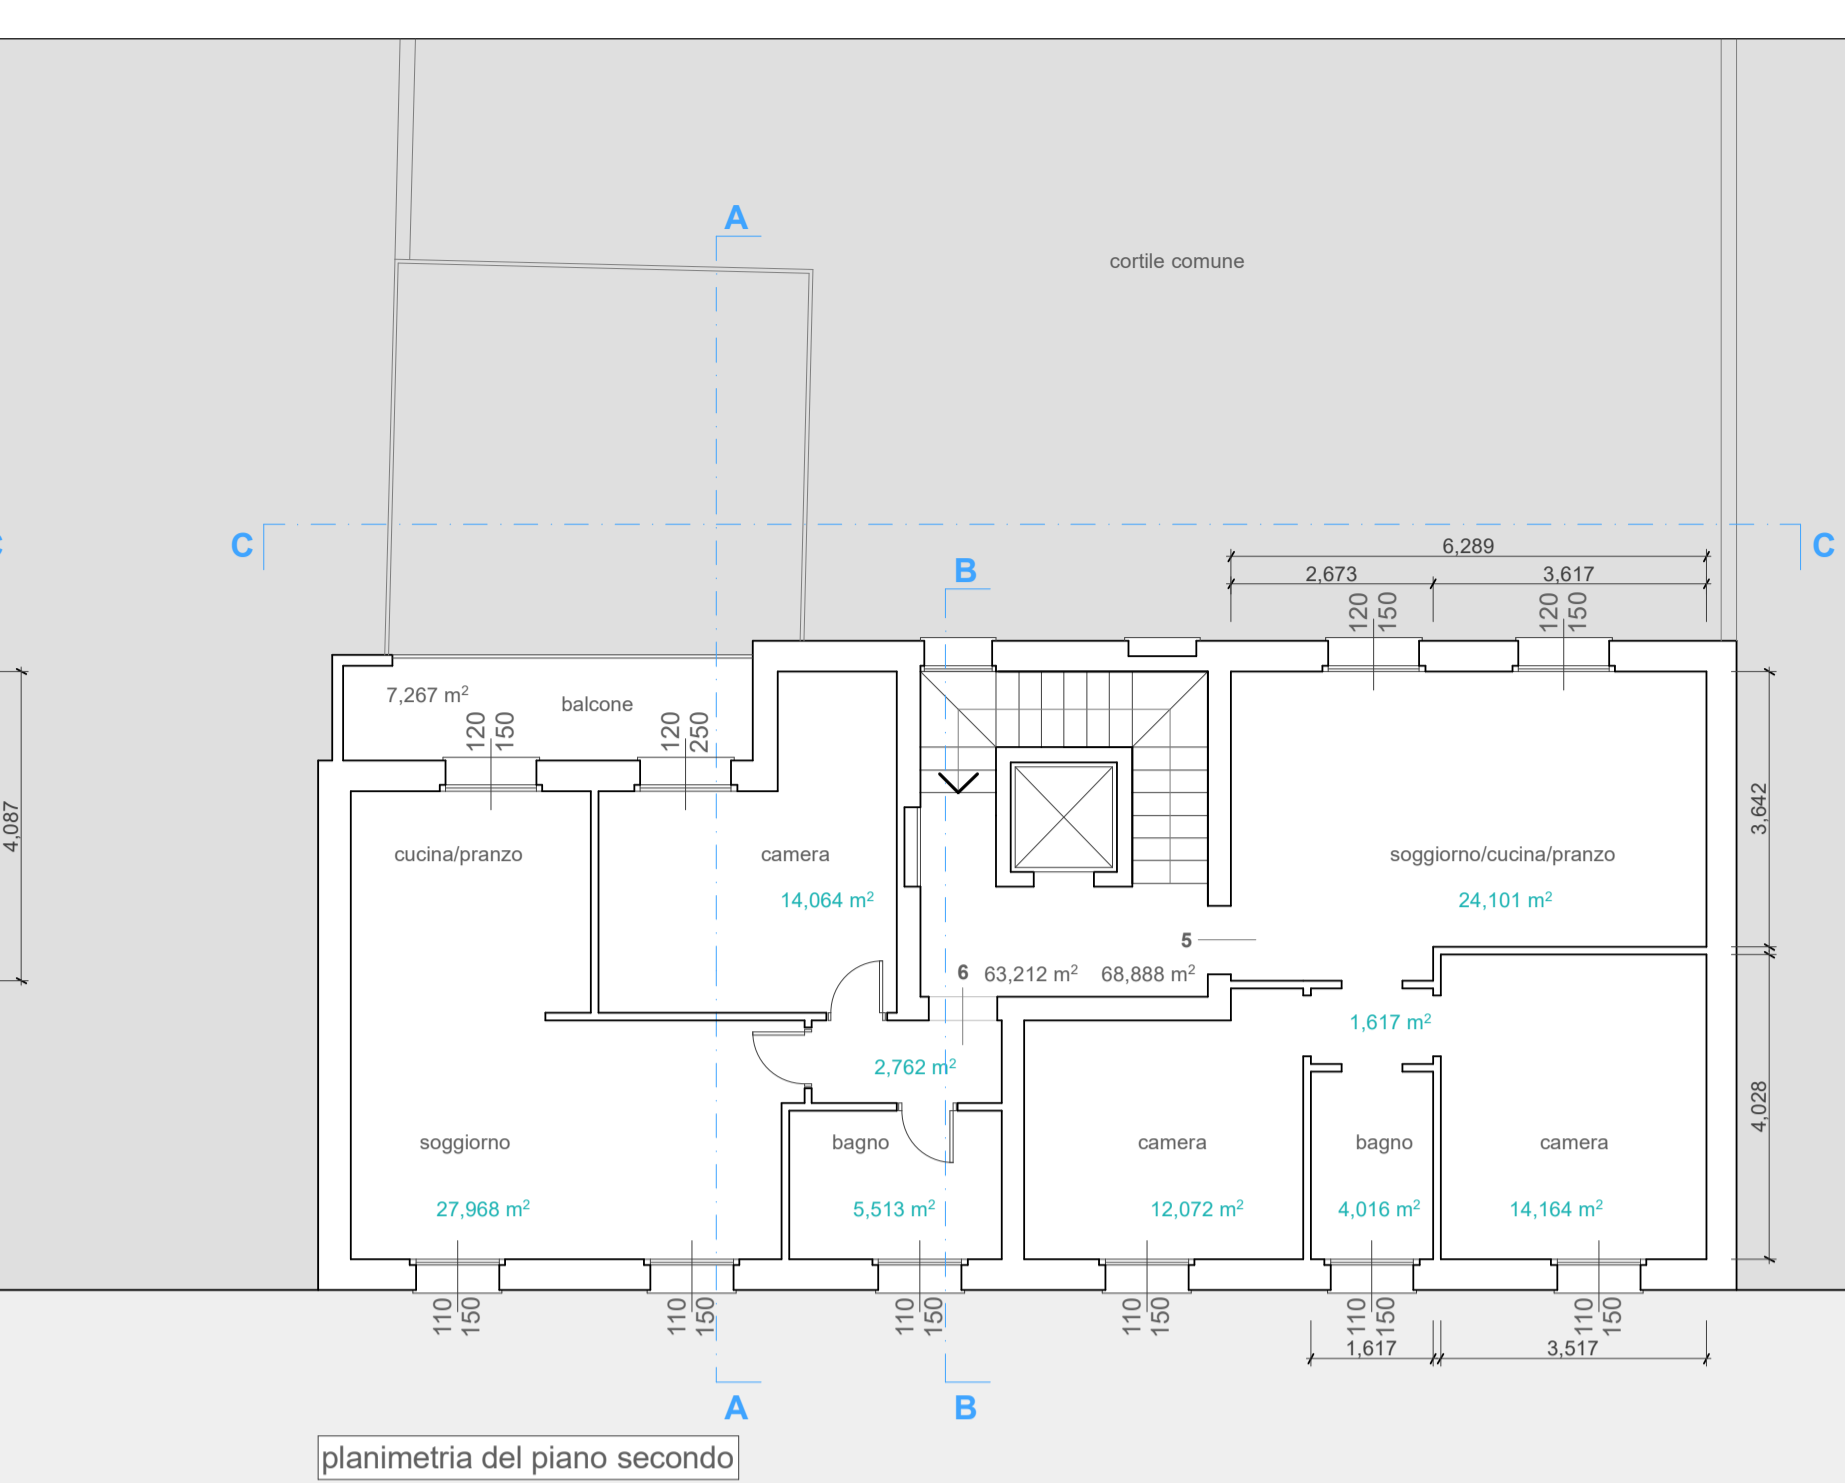 A
cortile comune
C
C
B
6,289
2,673
3,617
120
150
120
150
7,267 m²
balcone
120
150
120
250
4,087
3,642
cucina/pranzo
camera
soggiorno/cucina/pranzo
14,064 m²
24,101 m²
5
6
63,212 m²
68,888 m²
1,617 m²
2,762 m²
4,028
soggiorno
bagno
camera
bagno
camera
27,968 m²
5,513 m²
12,072 m²
4,016 m²
14,164 m²
110
150
110
150
110
150
110
150
110
150
110
150
1,617
3,517
A
B
planimetria del piano secondo